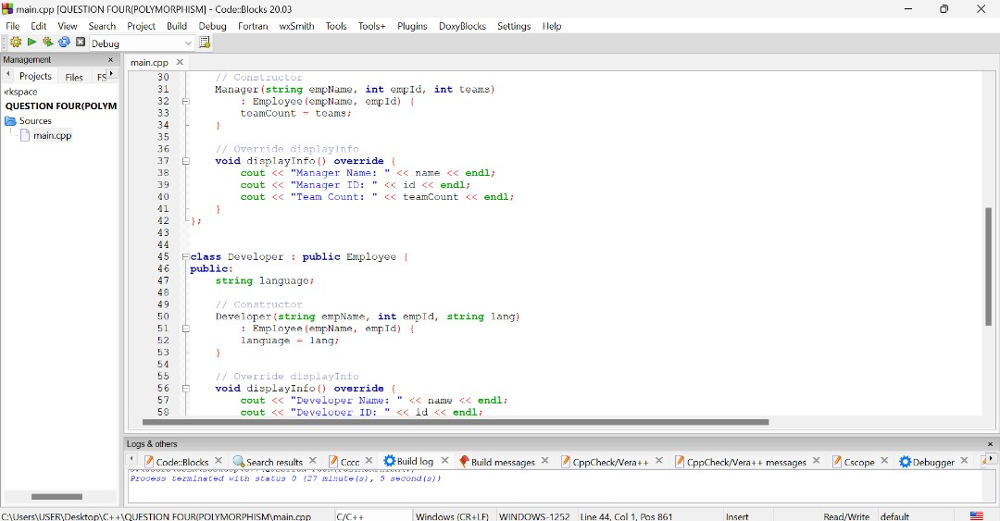 main.cpp [QUESTION FOUR(POLYMORPHISM] - Code::Blocks 20.03
File Edit View Search Project Build Debug Fortran wxSmith Tools Tools+ Plugins DoxyBlocks Settings Help
Debug
Management
main.cpp
Projects Files FS
rkspace
QUESTION FOUR(POLYM
Sources
main.cpp
30 // Constructor
31 Manager(string empName, int empId, int teams)
32 : Employee(empName, empId) {
33 teamCount = teams;
34 }
35
36 // Override displayInfo
37 void displayInfo() override {
38 cout << "Manager Name: " << name << endl;
39 cout << "Manager ID: " << id << endl;
40 cout << "Team Count: " << teamCount << endl;
41 }
42 };
43
44
45 class Developer : public Employee {
46 public:
47 string language;
48
49 // Constructor
50 Developer(string empName, int empId, string lang)
51 : Employee(empName, empId) {
52 language = lang;
53 }
54
55 // Override displayInfo
56 void displayInfo() override {
57 cout << "Developer Name: " << name << endl;
58 cout << "Developer ID: " << id << endl;
Logs & others
Code::Blocks Search results Cccc Build log Build messages CppCheck/Vera++ CppCheck/Vera++ messages Cscope Debugger
Process terminated with status 0 (27 minute(s), 5 second(s))
C:\Users\USER\Desktop\C++\QUESTION FOUR(POLYMORPHISM\main.cpp C/C++ Windows (CR+LF) WINDOWS-1252 Line 44, Col 1, Pos 861 Insert Read/Write default